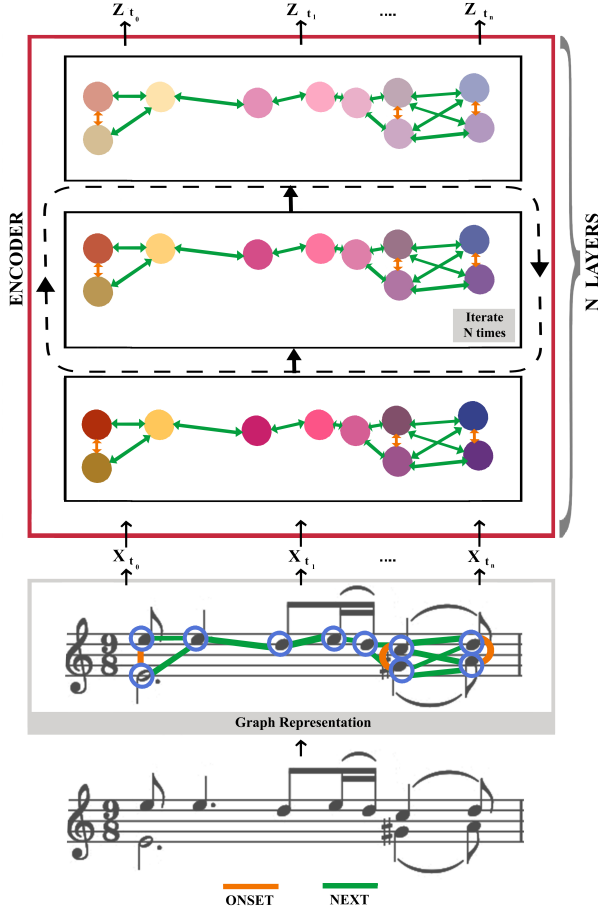 Z t₀ Z t₁ .... Z tₙ
ENCODER
N LAYERS
Iterate
N times
X t₀ X t₁ .... X tₙ
9
8
Graph Representation
9
8
ONSET NEXT